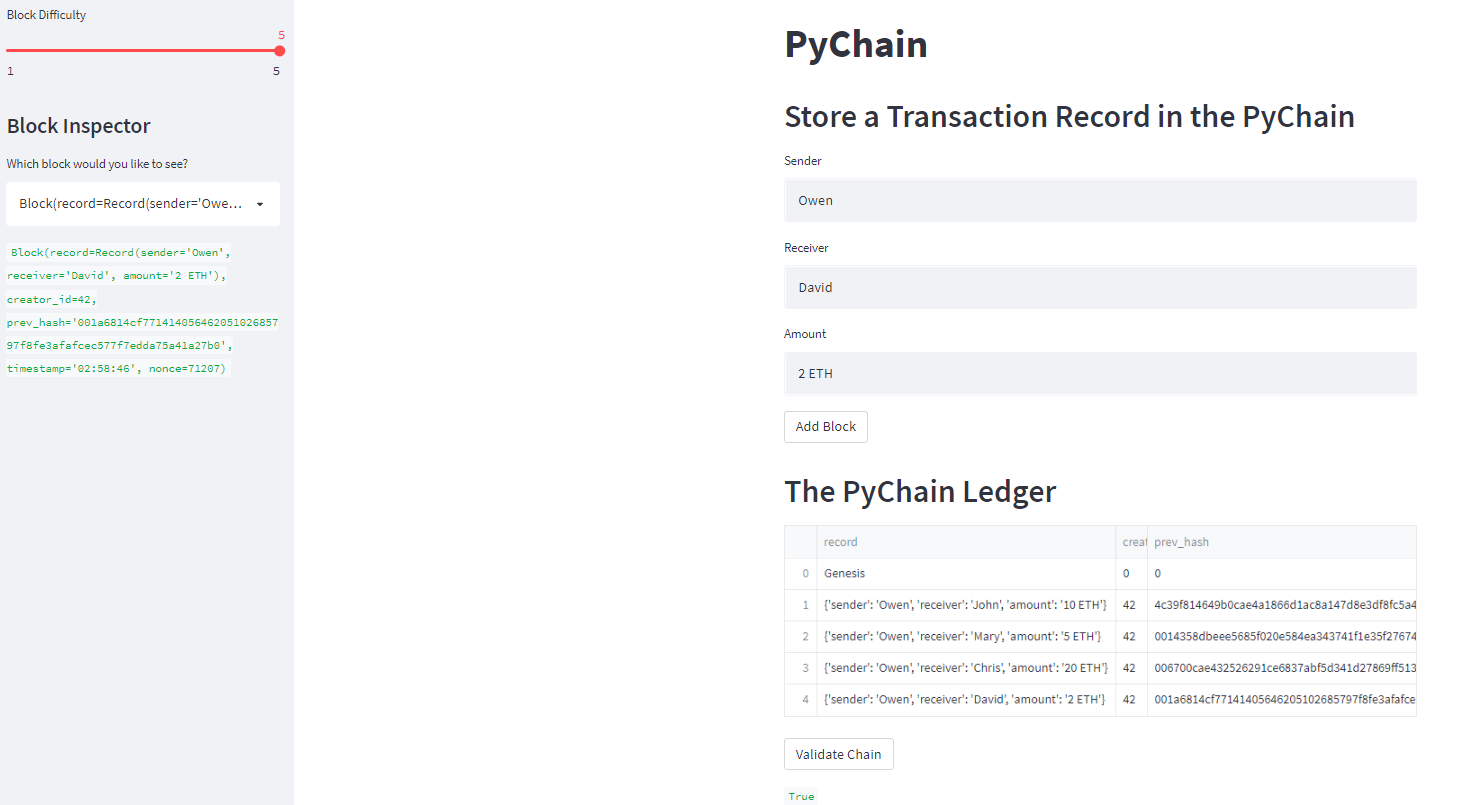 Block Difficulty
5
1 5
Block Inspector
Which block would you like to see?
Block(record=Record(sender='Owe...
Block(record=Record(sender='Owen',
receiver='David', amount='2 ETH'),
creator_id=42,
prev_hash='001a6814cf77141405646205102685797f8fe3afafcec577f7edda75a41a27b0',
timestamp='02:58:46', nonce=71207)
PyChain
Store a Transaction Record in the PyChain
Sender
Owen
Receiver
David
Amount
2 ETH
Add Block
The PyChain Ledger
record creat prev_hash
0 Genesis 0 0
1 {'sender': 'Owen', 'receiver': 'John', 'amount': '10 ETH'} 42 4c39f814649b0cae4a1866d1ac8a147d8e3df8fc5a4
2 {'sender': 'Owen', 'receiver': 'Mary', 'amount': '5 ETH'} 42 0014358dbeee5685f020e584ea343741f1e35f27674
3 {'sender': 'Owen', 'receiver': 'Chris', 'amount': '20 ETH'} 42 006700cae432526291ce6837abf5d341d27869ff513
4 {'sender': 'Owen', 'receiver': 'David', 'amount': '2 ETH'} 42 001a6814cf77141405646205102685797f8fe3afafce
Validate Chain
True